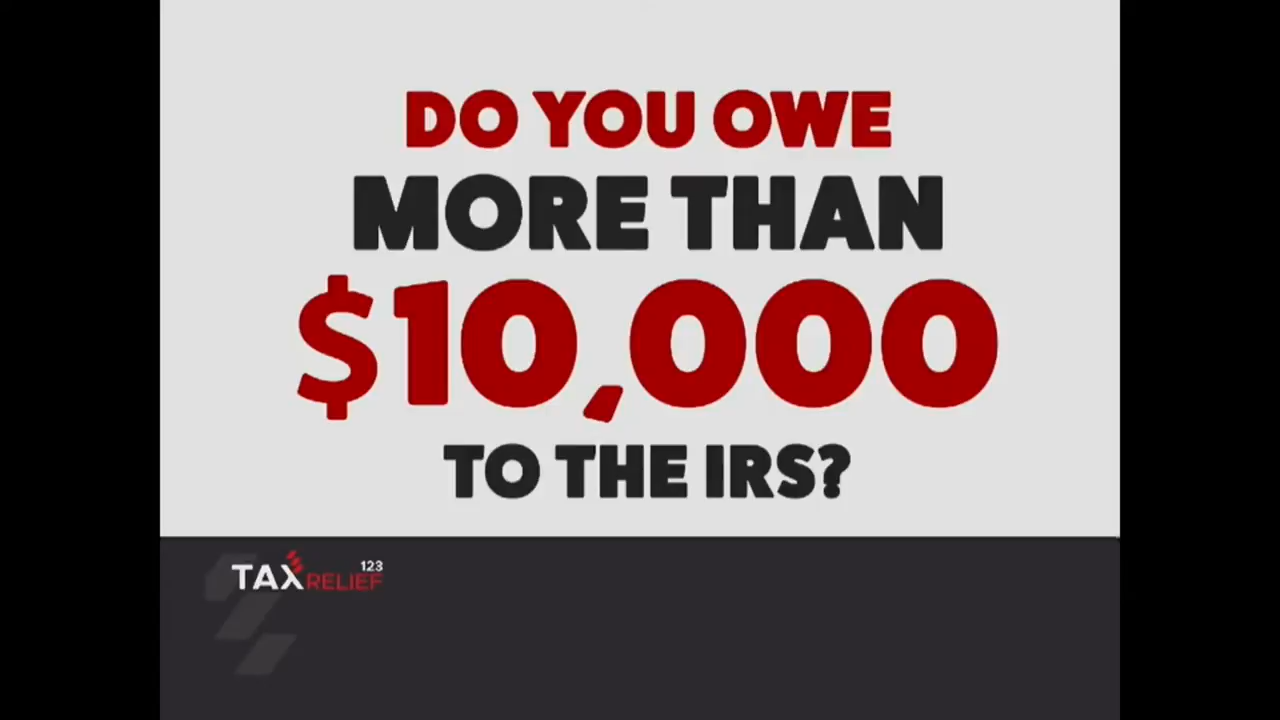 DO YOU OWE
MORE THAN
$10,000
TO THE IRS?
TAX RELIEF 123